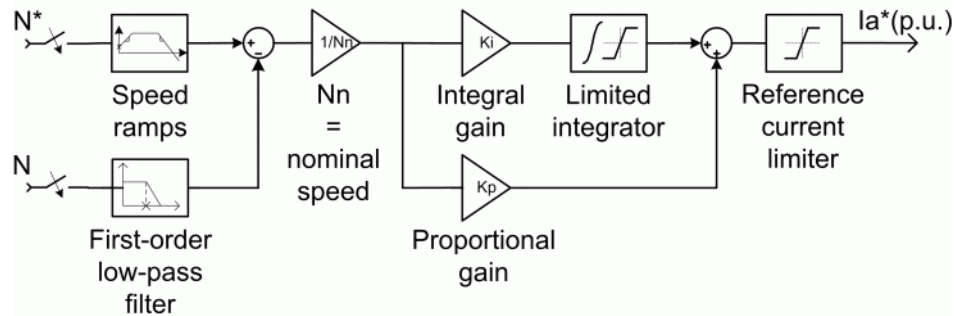 N*
Ia*(p.u.)
+
-
1/Nn
Ki
+
+
Speed
ramps
Nn
=
nominal
speed
Integral
gain
Limited
integrator
Reference
current
limiter
N
Kp
First-order
low-pass
filter
Proportional
gain